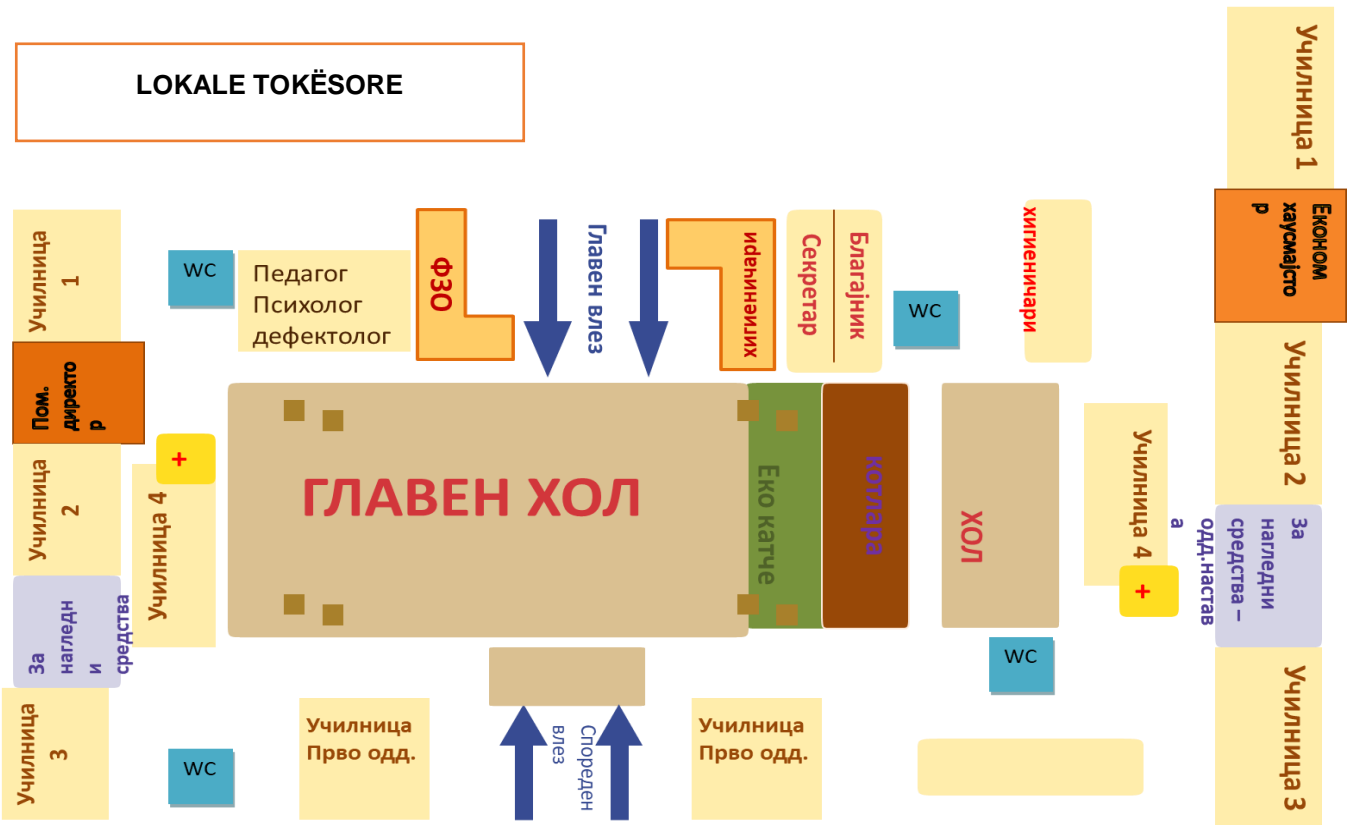 LOKALE TOKËSORE
Училница
1
Пом.
директо
р
Училница
2
За
нагледн
и
средства
Училница
3
Училница 4
+
WC
Педагог
Психолог
дефектолог
ФЗО
Главен влез
хигиеничари
Благајник
Секретар
WC
хигиеничари
ГЛАВЕН ХОЛ
Еко катче
котлара
ХОЛ
Училница 4
+
WC
WC
Училница
Прво одд.
Спореден
влез
Училница
Прво одд.
Училница 1
Економ
хаусмајсто
р
Училница 2
За
нагледни
средства –
одд.настав
а
Училница 3